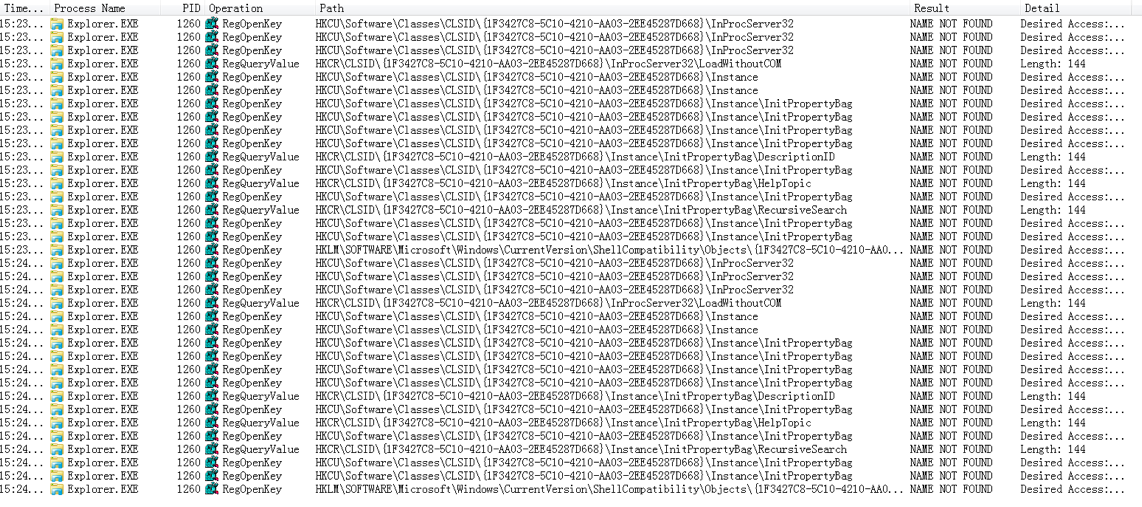 Time... Process Name PID Operation Path Result Detail
15:23... Explorer.EXE 1260 RegOpenKey HKCU\Software\Classes\CLSID\{1F3427C8-5C10-4210-AA03-2EE45287D668}\InProcServer32 NAME NOT FOUND Desired Access:...
15:23... Explorer.EXE 1260 RegOpenKey HKCU\Software\Classes\CLSID\{1F3427C8-5C10-4210-AA03-2EE45287D668}\InProcServer32 NAME NOT FOUND Desired Access:...
15:23... Explorer.EXE 1260 RegOpenKey HKCU\Software\Classes\CLSID\{1F3427C8-5C10-4210-AA03-2EE45287D668}\InProcServer32 NAME NOT FOUND Desired Access:...
15:23... Explorer.EXE 1260 RegQueryValue HKCR\CLSID\{1F3427C8-5C10-4210-AA03-2EE45287D668}\InProcServer32\LoadWithoutCOM NAME NOT FOUND Length: 144
15:23... Explorer.EXE 1260 RegOpenKey HKCU\Software\Classes\CLSID\{1F3427C8-5C10-4210-AA03-2EE45287D668}\Instance NAME NOT FOUND Desired Access:...
15:23... Explorer.EXE 1260 RegOpenKey HKCU\Software\Classes\CLSID\{1F3427C8-5C10-4210-AA03-2EE45287D668}\Instance NAME NOT FOUND Desired Access:...
15:23... Explorer.EXE 1260 RegOpenKey HKCU\Software\Classes\CLSID\{1F3427C8-5C10-4210-AA03-2EE45287D668}\Instance\InitPropertyBag NAME NOT FOUND Desired Access:...
15:23... Explorer.EXE 1260 RegOpenKey HKCU\Software\Classes\CLSID\{1F3427C8-5C10-4210-AA03-2EE45287D668}\Instance\InitPropertyBag NAME NOT FOUND Desired Access:...
15:23... Explorer.EXE 1260 RegOpenKey HKCU\Software\Classes\CLSID\{1F3427C8-5C10-4210-AA03-2EE45287D668}\Instance\InitPropertyBag NAME NOT FOUND Desired Access:...
15:23... Explorer.EXE 1260 RegOpenKey HKCU\Software\Classes\CLSID\{1F3427C8-5C10-4210-AA03-2EE45287D668}\Instance\InitPropertyBag NAME NOT FOUND Desired Access:...
15:23... Explorer.EXE 1260 RegQueryValue HKCR\CLSID\{1F3427C8-5C10-4210-AA03-2EE45287D668}\Instance\InitPropertyBag\DescriptionID NAME NOT FOUND Length: 144
15:23... Explorer.EXE 1260 RegOpenKey HKCU\Software\Classes\CLSID\{1F3427C8-5C10-4210-AA03-2EE45287D668}\Instance\InitPropertyBag NAME NOT FOUND Desired Access:...
15:23... Explorer.EXE 1260 RegQueryValue HKCR\CLSID\{1F3427C8-5C10-4210-AA03-2EE45287D668}\Instance\InitPropertyBag\HelpTopic NAME NOT FOUND Length: 144
15:23... Explorer.EXE 1260 RegOpenKey HKCU\Software\Classes\CLSID\{1F3427C8-5C10-4210-AA03-2EE45287D668}\Instance\InitPropertyBag NAME NOT FOUND Desired Access:...
15:23... Explorer.EXE 1260 RegQueryValue HKCR\CLSID\{1F3427C8-5C10-4210-AA03-2EE45287D668}\Instance\InitPropertyBag\RecursiveSearch NAME NOT FOUND Length: 144
15:23... Explorer.EXE 1260 RegOpenKey HKCU\Software\Classes\CLSID\{1F3427C8-5C10-4210-AA03-2EE45287D668}\Instance\InitPropertyBag NAME NOT FOUND Desired Access:...
15:23... Explorer.EXE 1260 RegOpenKey HKCU\Software\Classes\CLSID\{1F3427C8-5C10-4210-AA03-2EE45287D668}\Instance\InitPropertyBag NAME NOT FOUND Desired Access:...
15:23... Explorer.EXE 1260 RegOpenKey HKLM\SOFTWARE\Microsoft\Windows\CurrentVersion\ShellCompatibility\Objects\{1F3427C8-5C10-4210-AA0... NAME NOT FOUND Desired Access:...
15:24... Explorer.EXE 1260 RegOpenKey HKCU\Software\Classes\CLSID\{1F3427C8-5C10-4210-AA03-2EE45287D668}\InProcServer32 NAME NOT FOUND Desired Access:...
15:24... Explorer.EXE 1260 RegOpenKey HKCU\Software\Classes\CLSID\{1F3427C8-5C10-4210-AA03-2EE45287D668}\InProcServer32 NAME NOT FOUND Desired Access:...
15:24... Explorer.EXE 1260 RegOpenKey HKCU\Software\Classes\CLSID\{1F3427C8-5C10-4210-AA03-2EE45287D668}\InProcServer32 NAME NOT FOUND Desired Access:...
15:24... Explorer.EXE 1260 RegQueryValue HKCR\CLSID\{1F3427C8-5C10-4210-AA03-2EE45287D668}\InProcServer32\LoadWithoutCOM NAME NOT FOUND Length: 144
15:24... Explorer.EXE 1260 RegOpenKey HKCU\Software\Classes\CLSID\{1F3427C8-5C10-4210-AA03-2EE45287D668}\Instance NAME NOT FOUND Desired Access:...
15:24... Explorer.EXE 1260 RegOpenKey HKCU\Software\Classes\CLSID\{1F3427C8-5C10-4210-AA03-2EE45287D668}\Instance NAME NOT FOUND Desired Access:...
15:24... Explorer.EXE 1260 RegOpenKey HKCU\Software\Classes\CLSID\{1F3427C8-5C10-4210-AA03-2EE45287D668}\Instance\InitPropertyBag NAME NOT FOUND Desired Access:...
15:24... Explorer.EXE 1260 RegOpenKey HKCU\Software\Classes\CLSID\{1F3427C8-5C10-4210-AA03-2EE45287D668}\Instance\InitPropertyBag NAME NOT FOUND Desired Access:...
15:24... Explorer.EXE 1260 RegOpenKey HKCU\Software\Classes\CLSID\{1F3427C8-5C10-4210-AA03-2EE45287D668}\Instance\InitPropertyBag NAME NOT FOUND Desired Access:...
15:24... Explorer.EXE 1260 RegOpenKey HKCU\Software\Classes\CLSID\{1F3427C8-5C10-4210-AA03-2EE45287D668}\Instance\InitPropertyBag NAME NOT FOUND Desired Access:...
15:24... Explorer.EXE 1260 RegQueryValue HKCR\CLSID\{1F3427C8-5C10-4210-AA03-2EE45287D668}\Instance\InitPropertyBag\DescriptionID NAME NOT FOUND Length: 144
15:24... Explorer.EXE 1260 RegOpenKey HKCU\Software\Classes\CLSID\{1F3427C8-5C10-4210-AA03-2EE45287D668}\Instance\InitPropertyBag NAME NOT FOUND Desired Access:...
15:24... Explorer.EXE 1260 RegQueryValue HKCR\CLSID\{1F3427C8-5C10-4210-AA03-2EE45287D668}\Instance\InitPropertyBag\HelpTopic NAME NOT FOUND Length: 144
15:24... Explorer.EXE 1260 RegOpenKey HKCU\Software\Classes\CLSID\{1F3427C8-5C10-4210-AA03-2EE45287D668}\Instance\InitPropertyBag NAME NOT FOUND Desired Access:...
15:24... Explorer.EXE 1260 RegQueryValue HKCR\CLSID\{1F3427C8-5C10-4210-AA03-2EE45287D668}\Instance\InitPropertyBag\RecursiveSearch NAME NOT FOUND Length: 144
15:24... Explorer.EXE 1260 RegOpenKey HKCU\Software\Classes\CLSID\{1F3427C8-5C10-4210-AA03-2EE45287D668}\Instance\InitPropertyBag NAME NOT FOUND Desired Access:...
15:24... Explorer.EXE 1260 RegOpenKey HKCU\Software\Classes\CLSID\{1F3427C8-5C10-4210-AA03-2EE45287D668}\Instance\InitPropertyBag NAME NOT FOUND Desired Access:...
15:24... Explorer.EXE 1260 RegOpenKey HKLM\SOFTWARE\Microsoft\Windows\CurrentVersion\ShellCompatibility\Objects\{1F3427C8-5C10-4210-AA0... NAME NOT FOUND Desired Access:...